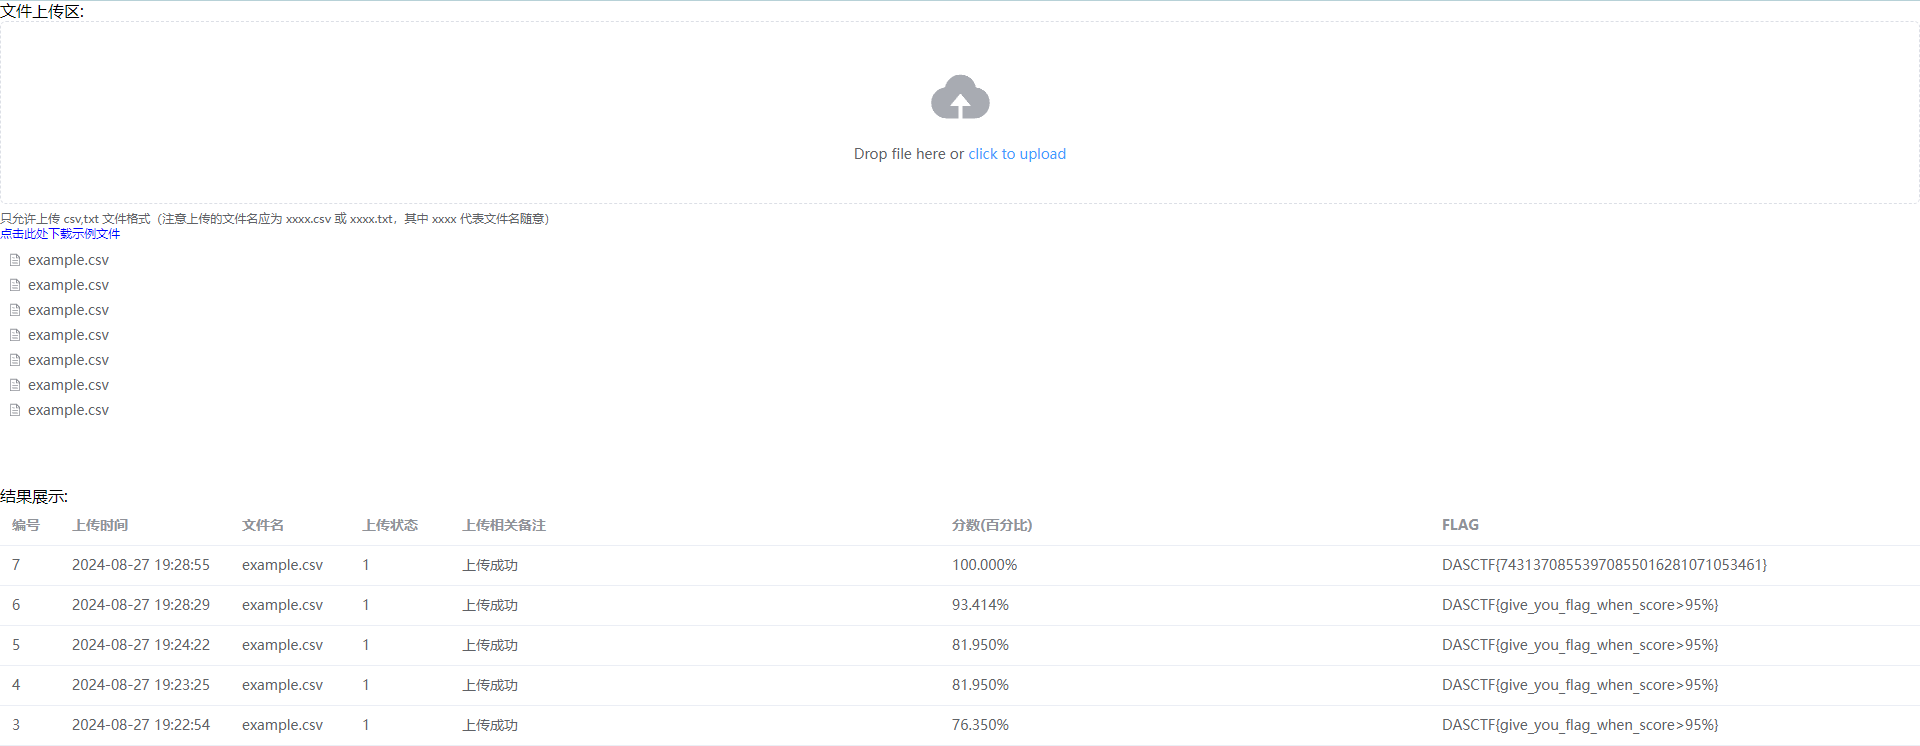 文件上传区:
Drop file here or click to upload
只允许上传 csv,txt 文件格式（注意上传的文件名应为 xxxx.csv 或 xxxx.txt，其中 xxxx 代表文件名随意）
点击此处下载示例文件
example.csv
example.csv
example.csv
example.csv
example.csv
example.csv
example.csv
结果展示:
编号 上传时间 文件名 上传状态 上传相关备注 分数(百分比) FLAG
7 2024-08-27 19:28:55 example.csv 1 上传成功 100.000% DASCTF{74313708553970855016281071053461}
6 2024-08-27 19:28:29 example.csv 1 上传成功 93.414% DASCTF{give_you_flag_when_score>95%}
5 2024-08-27 19:24:22 example.csv 1 上传成功 81.950% DASCTF{give_you_flag_when_score>95%}
4 2024-08-27 19:23:25 example.csv 1 上传成功 81.950% DASCTF{give_you_flag_when_score>95%}
3 2024-08-27 19:22:54 example.csv 1 上传成功 76.350% DASCTF{give_you_flag_when_score>95%}